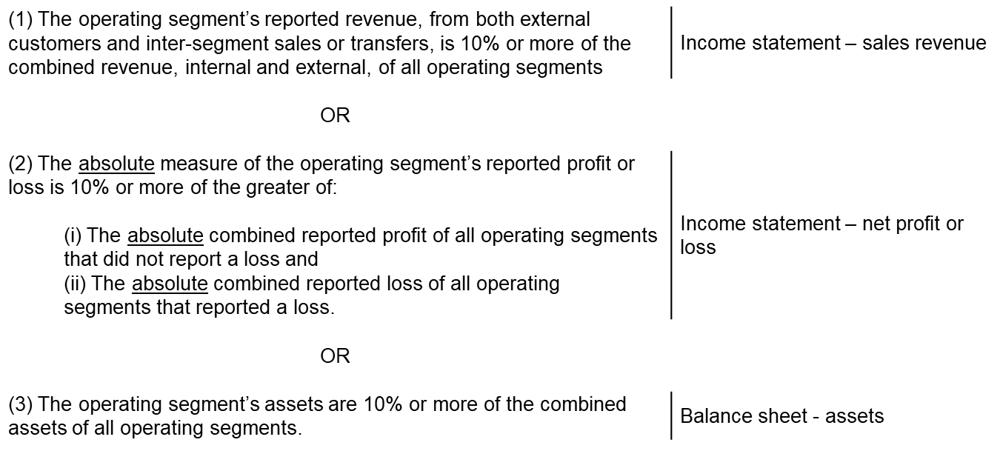 (1) The operating segment’s reported revenue, from both external
customers and inter-segment sales or transfers, is 10% or more of the
combined revenue, internal and external, of all operating segments
Income statement – sales revenue
OR
(2) The absolute measure of the operating segment’s reported profit or
loss is 10% or more of the greater of:
(i) The absolute combined reported profit of all operating segments
that did not report a loss and
(ii) The absolute combined reported loss of all operating
segments that reported a loss.
Income statement – net profit or
loss
OR
(3) The operating segment’s assets are 10% or more of the combined
assets of all operating segments.
Balance sheet - assets